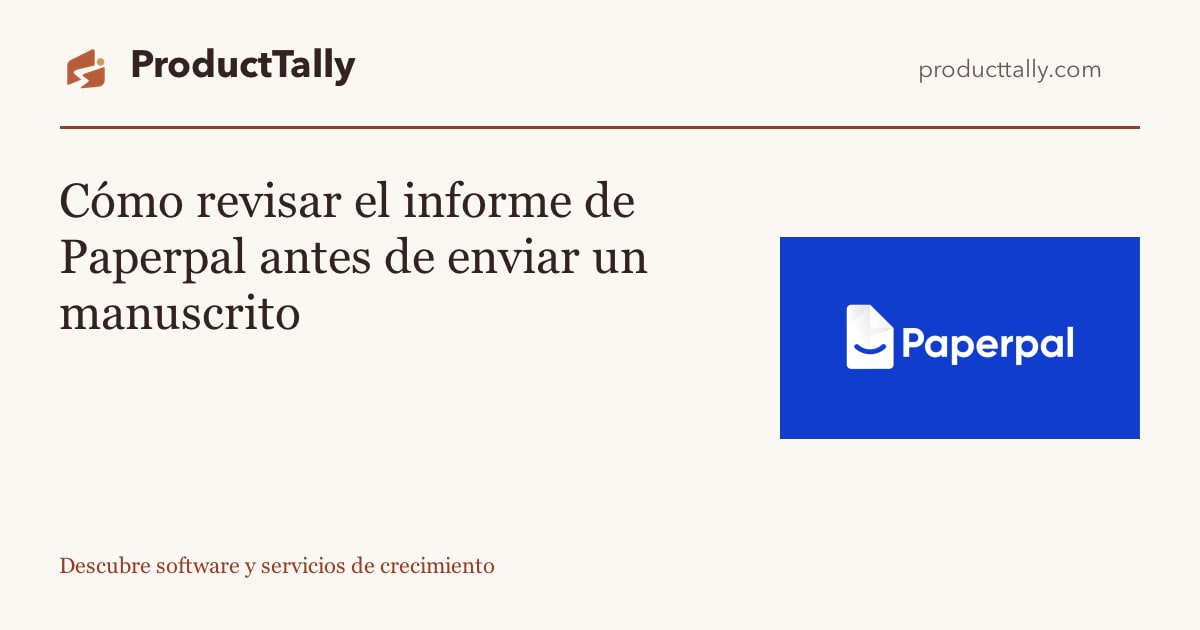 ProductTally
producttally.com
Cómo revisar el informe de
Paperpal antes de enviar un
manuscrito
Paperpal
Descubre software y servicios de crecimiento